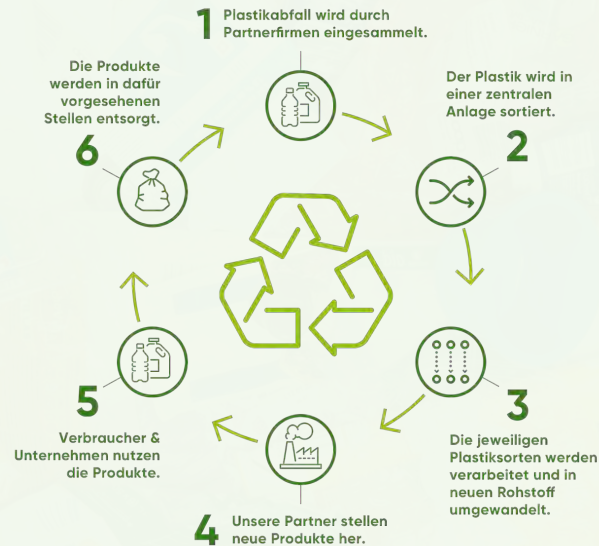 1 Plastikabfall wird durch
Partnerfirmen eingesammelt.
Der Plastik wird in
einer zentralen
Anlage sortiert.
2
3
Die jeweiligen
Plastiksorten werden
verarbeitet und in
neuen Rohstoff
umgewandelt.
4 Unsere Partner stellen
neue Produkte her.
5
Verbraucher &
Unternehmen nutzen
die Produkte.
Die Produkte
werden in dafür
vorgesehenen
Stellen entsorgt.
6